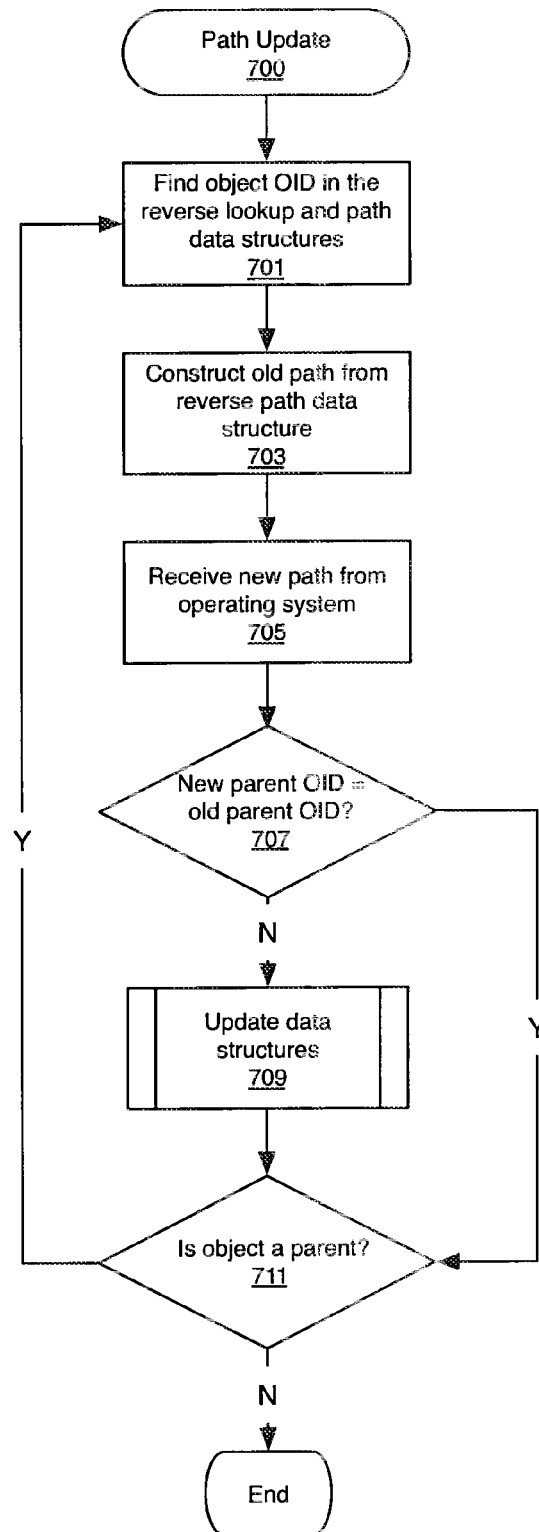 Path Update
700
Find object OID in the
reverse lookup and path
data structures
701
Construct old path from
reverse path data
structure
703
Receive new path from
operating system
705
New parent OID =
old parent OID?
707
Y
N
Y
Update data
structures
709
Is object a parent?
711
N
End